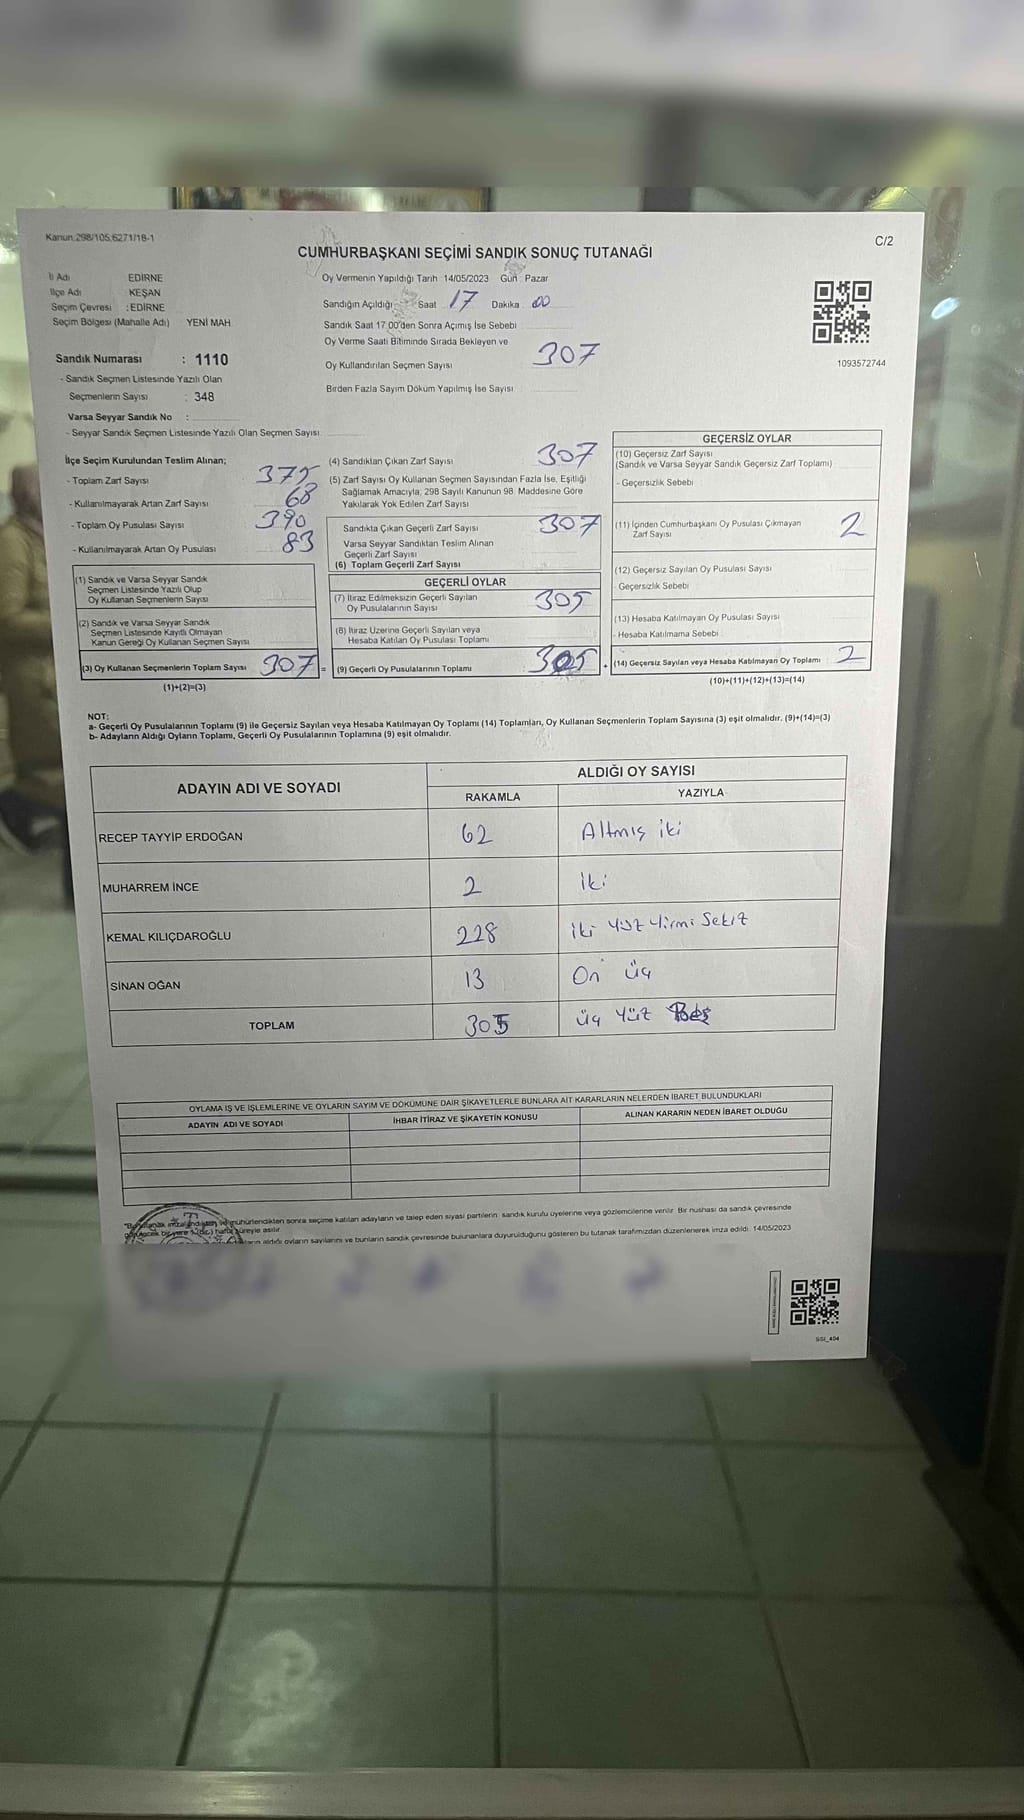 Kanun:298/105,6271/18-1
C/2
CUMHURBAŞKANI SEÇİMİ SANDIK SONUÇ TUTANAĞI
İl Adı EDİRNE
İlçe Adı KEŞAN
Seçim Çevresi : EDİRNE
Seçim Bölgesi (Mahalle Adı) YENİ MAH
Sandık Numarası : 1110
- Sandık Seçmen Listesinde Yazılı Olan
Seçmenlerin Sayısı : 348
Varsa Seyyar Sandık No :
- Seyyar Sandık Seçmen Listesinde Yazılı Olan Seçmen Sayısı
Oy Vermenin Yapıldığı Tarih 14/05/2023 Gün : Pazar
Sandığın Açıldığı Saat 17 Dakika 00
Sandık Saat 17.00'den Sonra Açımış İse Sebebi
Oy Verme Saati Bitiminde Sırada Bekleyen ve
Oy Kullandırılan Seçmen Sayısı 307
Birden Fazla Sayım Döküm Yapılmış İse Sayısı
1093572744
İlçe Seçim Kurulundan Teslim Alınan;
- Toplam Zarf Sayısı 375
- Kullanılmayarak Artan Zarf Sayısı 68
- Toplam Oy Pusulası Sayısı 390
- Kullanılmayarak Artan Oy Pusulası 83
(1) Sandık ve Varsa Seyyar Sandık
Seçmen Listesinde Yazılı Olup
Oy Kullanan Seçmenlerin Sayısı
(2) Sandık ve Varsa Seyyar Sandık
Seçmen Listesinde Kayıtlı Olmayan
Kanun Gereği Oy Kullanan Seçmen Sayısı
(3) Oy Kullanan Seçmenlerin Toplam Sayısı 307 =
(1)+(2)=(3)
(4) Sandıktan Çıkan Zarf Sayısı 307
(5) Zarf Sayısı Oy Kullanan Seçmen Sayısından Fazla İse, Eşitliği
Sağlamak Amacıyla, 298 Sayılı Kanunun 98. Maddesine Göre
Yakılarak Yok Edilen Zarf Sayısı
Sandıkta Çıkan Geçerli Zarf Sayısı 307
Varsa Seyyar Sandıktan Teslim Alınan
Geçerli Zarf Sayısı
(6) Toplam Geçerli Zarf Sayısı
GEÇERLİ OYLAR
(7) İtiraz Edilmeksizin Geçerli Sayılan
Oy Pusulalarının Sayısı 305
(8) İtiraz Üzerine Geçerli Sayılan veya
Hesaba Katılan Oy Pusulası Toplamı
(9) Geçerli Oy Pusulalarının Toplamı 305 +
GEÇERSİZ OYLAR
(10) Geçersiz Zarf Sayısı
(Sandık ve Varsa Seyyar Sandık Geçersiz Zarf Toplamı)
- Geçersizlik Sebebi
(11) İçinden Cumhurbaşkanı Oy Pusulası Çıkmayan
Zarf Sayısı 2
(12) Geçersiz Sayılan Oy Pusulası Sayısı
- Geçersizlik Sebebi
(13) Hesaba Katılmayan Oy Pusulası Sayısı
- Hesaba Katılmama Sebebi
(14) Geçersiz Sayılan veya Hesaba Katılmayan Oy Toplamı 2
(10)+(11)+(12)+(13)=(14)
NOT:
a- Geçerli Oy Pusulalarının Toplamı (9) ile Geçersiz Sayılan veya Hesaba Katılmayan Oy Toplamı (14) Toplamları, Oy Kullanan Seçmenlerin Toplam Sayısına (3) eşit olmalıdır. (9)+(14)=(3)
b- Adayların Aldığı Oyların Toplamı, Geçerli Oy Pusulalarının Toplamına (9) eşit olmalıdır.
ADAYIN ADI VE SOYADI ALDIĞI OY SAYISI
RAKAMLA YAZIYLA
RECEP TAYYİP ERDOĞAN 62 Altmış iki
MUHARREM İNCE 2 iki
KEMAL KILIÇDAROĞLU 228 iki yüz yirmi sekiz
SİNAN OĞAN 13 On üç
TOPLAM 305 üç yüz Beş
OYLAMA İŞ VE İŞLEMLERİNE VE OYLARIN SAYIM VE DÖKÜMÜNE DAİR ŞİKAYETLERLE BUNLARA AİT KARARLARIN NELERDEN İBARET BULUNDUKLARI
ADAYIN ADI VE SOYADI İHBAR İTİRAZ VE ŞİKAYETİN KONUSU ALINAN KARARIN NEDEN İBARET OLDUĞU
imzalandıktan ve mühürlendikten sonra seçime katılan adayların ve talep eden siyasi partilerin sandık kurulu üyelerine veya gözlemcilerine verilir. Bir nüshası da sandık çevresinde
bir yere hafta süreyle asılır.
aldığı oyların sayılarını ve bunların sandık çevresinde bulunanlara duyurulduğunu gösteren bu tutanak tarafımızdan düzenlenerek imza edildi. 14/05/2023
SSI_404